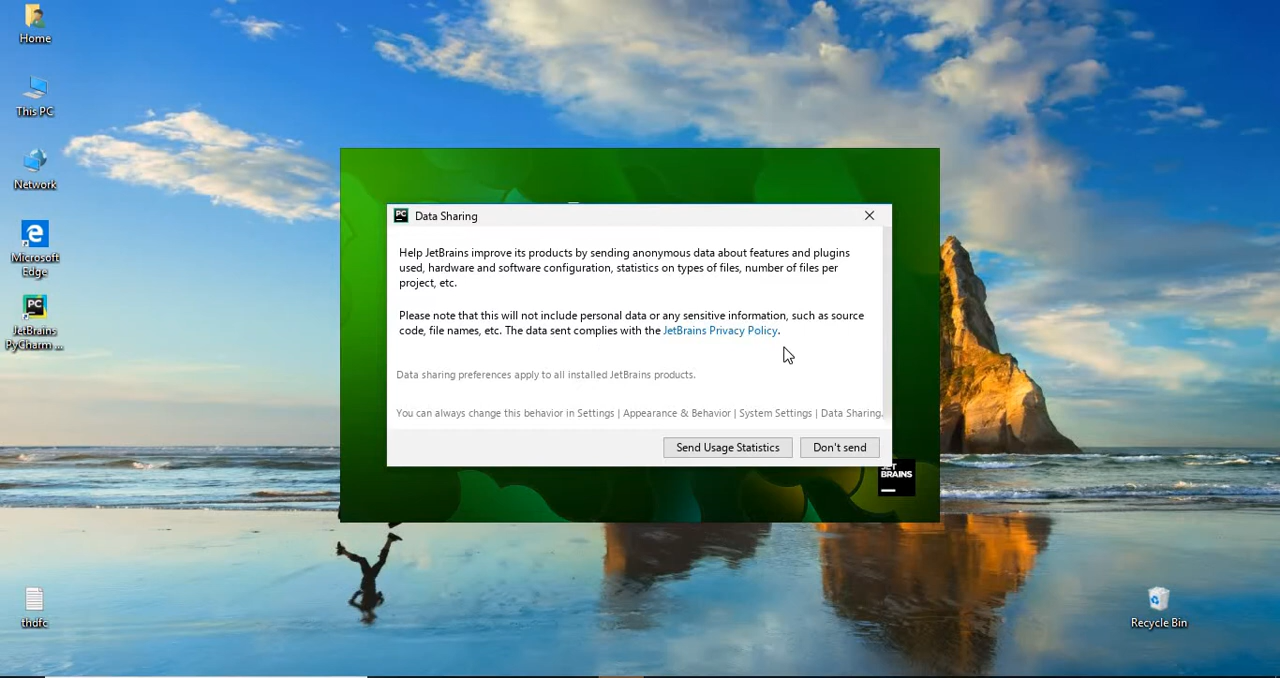 Home
This PC
Network
Microsoft
Edge
JetBrains
PyCharm ...
thdfc
PC
Data Sharing
Help JetBrains improve its products by sending anonymous data about features and plugins
used, hardware and software configuration, statistics on types of files, number of files per
project, etc.
Please note that this will not include personal data or any sensitive information, such as source
code, file names, etc. The data sent complies with the JetBrains Privacy Policy.
Data sharing preferences apply to all installed JetBrains products.
You can always change this behavior in Settings | Appearance & Behavior | System Settings | Data Sharing.
Send Usage Statistics
Don't send
JET
BRAINS
Recycle Bin